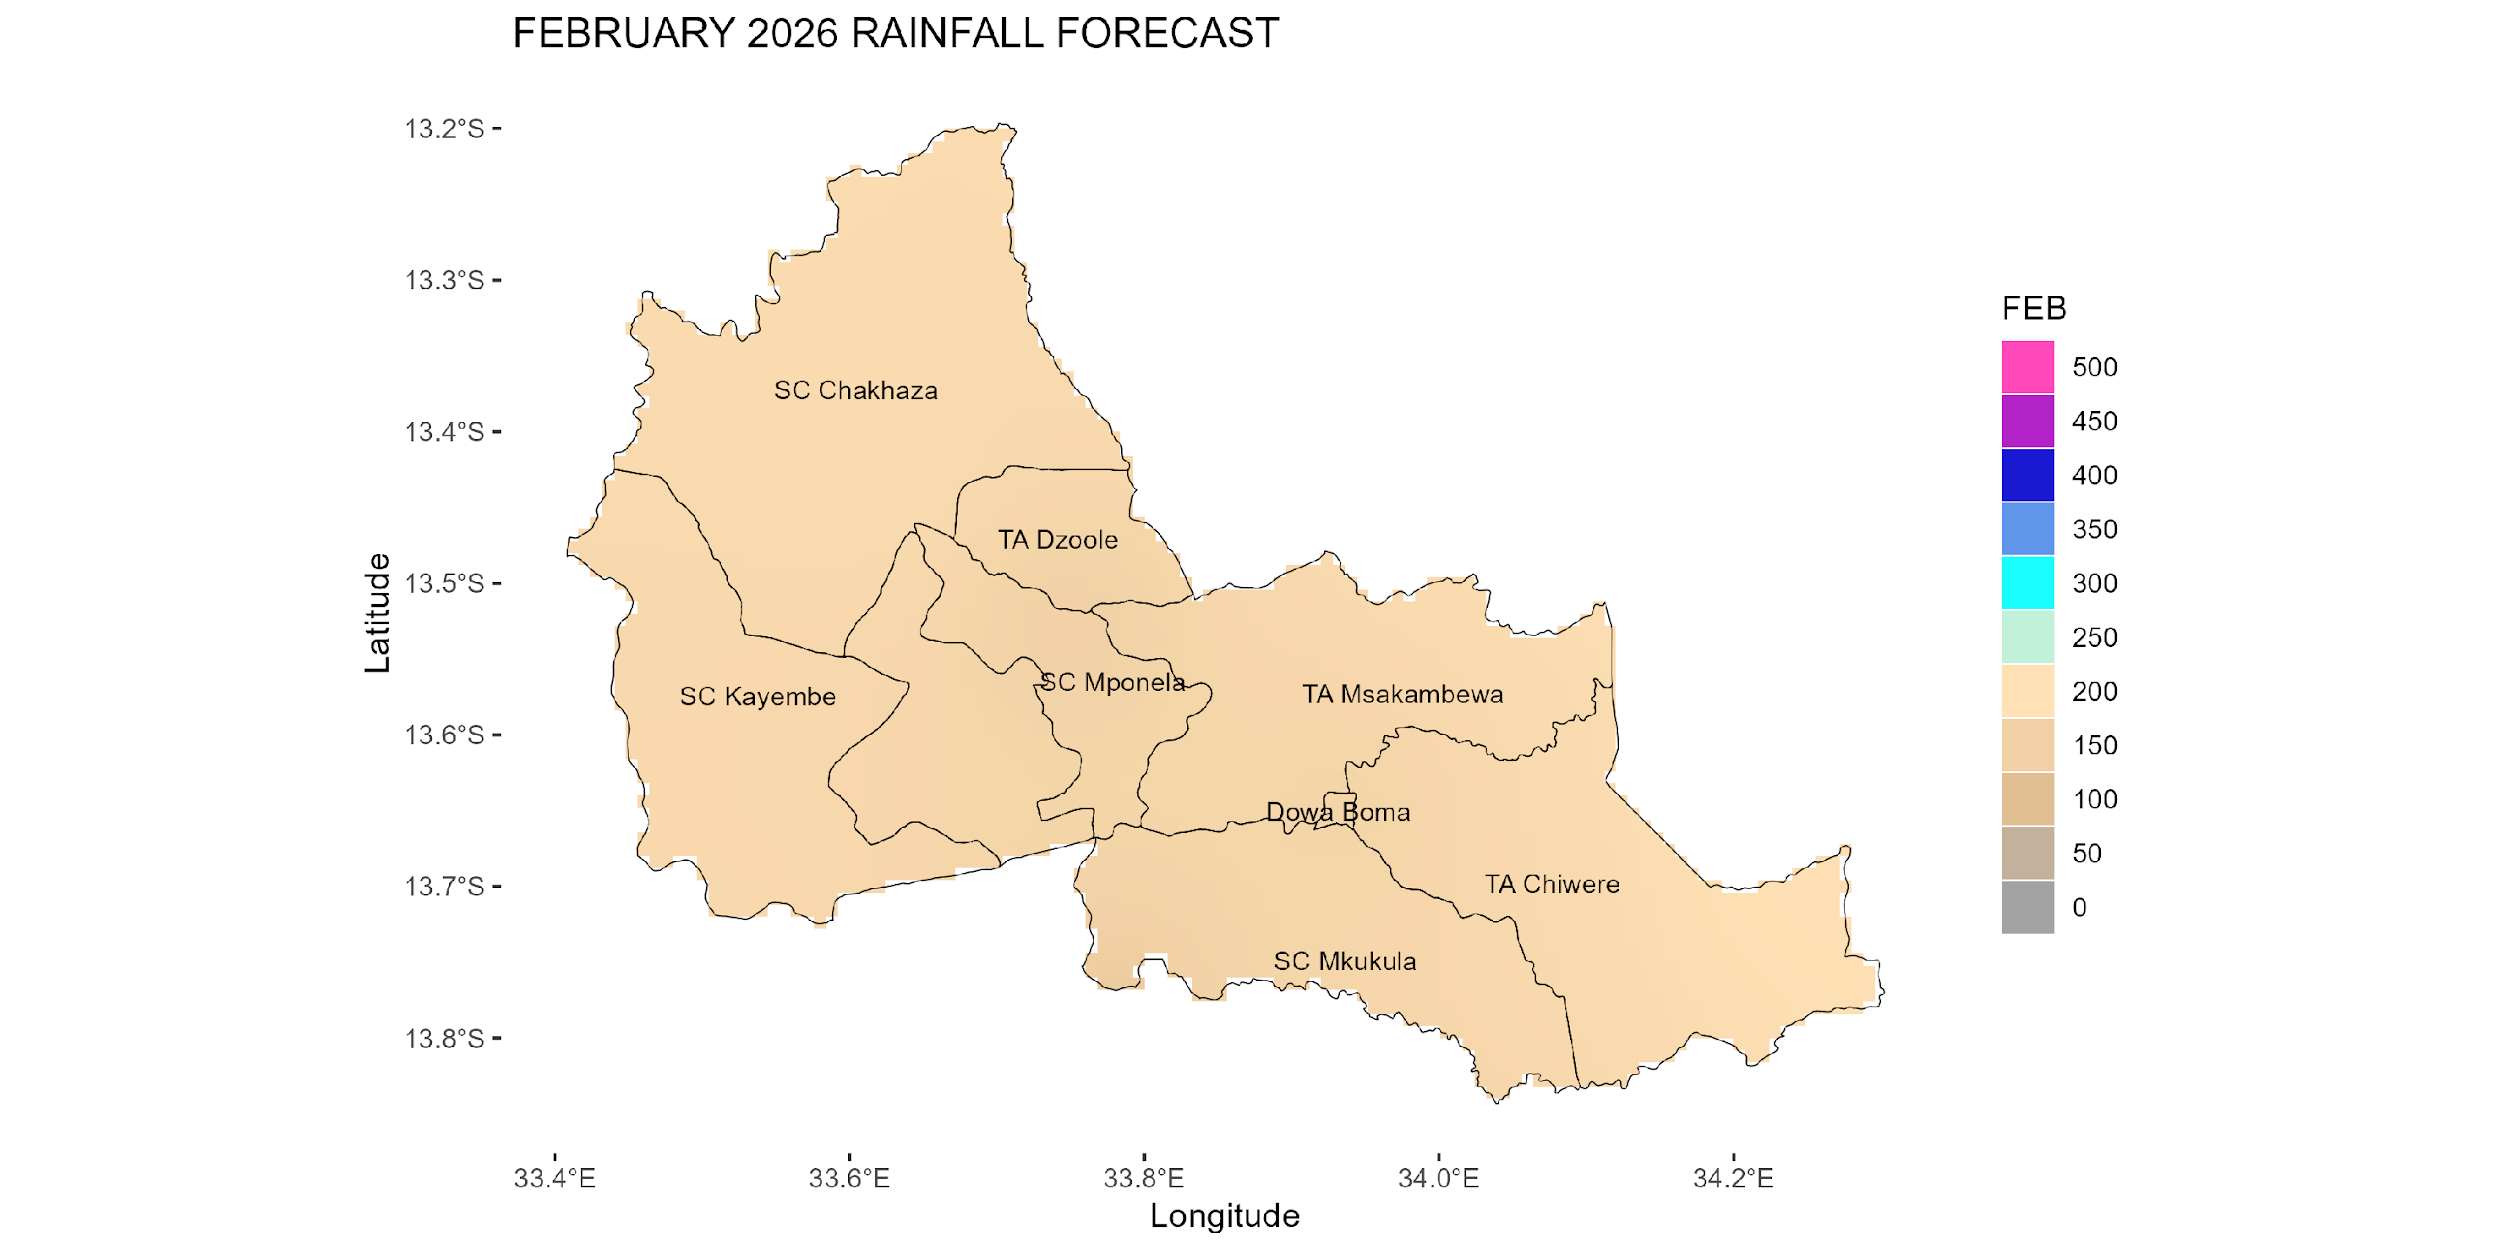 FEBRUARY 2026 RAINFALL FORECAST
13.2°S
13.3°S
13.4°S
13.5°S
13.6°S
13.7°S
13.8°S
Latitude
SC Chakhaza
TA Dzoole
SC Mponela
SC Kayembe
TA Msakambewa
Dowa Boma
TA Chiwere
SC Mkukula
33.4°E
33.6°E
33.8°E
34.0°E
34.2°E
Longitude
FEB
500
450
400
350
300
250
200
150
100
50
0